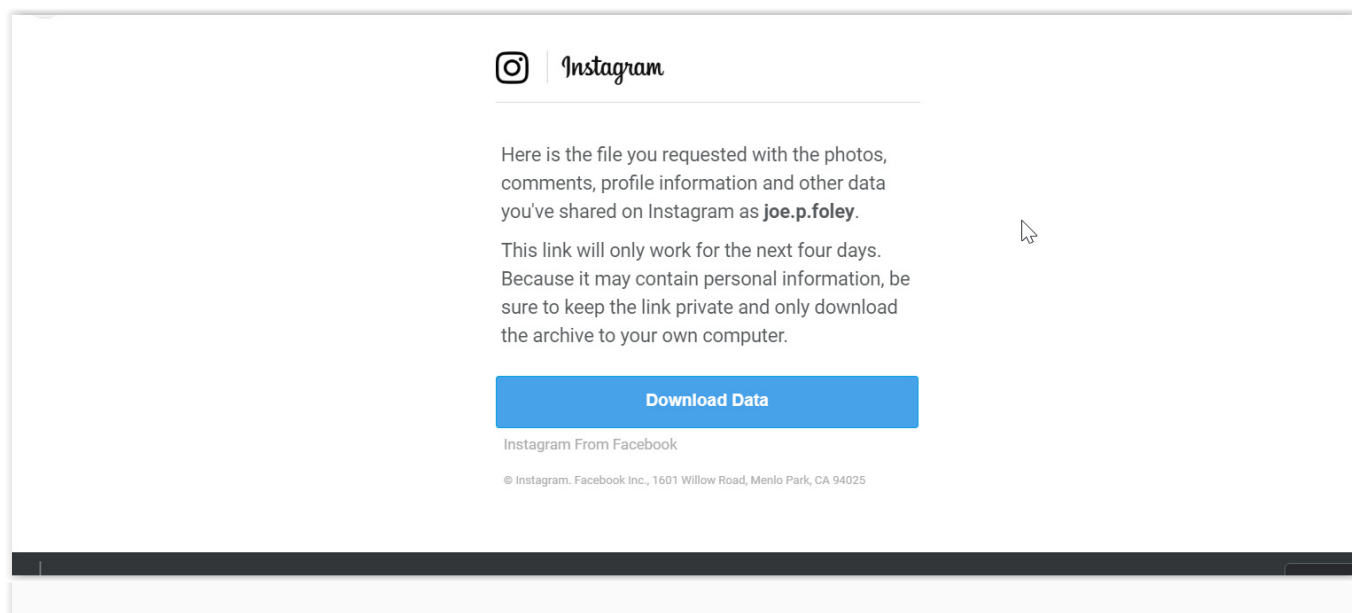 Instagram
Here is the file you requested with the photos,
comments, profile information and other data
you've shared on Instagram as joe.p.foley.
This link will only work for the next four days.
Because it may contain personal information, be
sure to keep the link private and only download
the archive to your own computer.
Download Data
Instagram From Facebook
© Instagram. Facebook Inc., 1601 Willow Road, Menlo Park, CA 94025